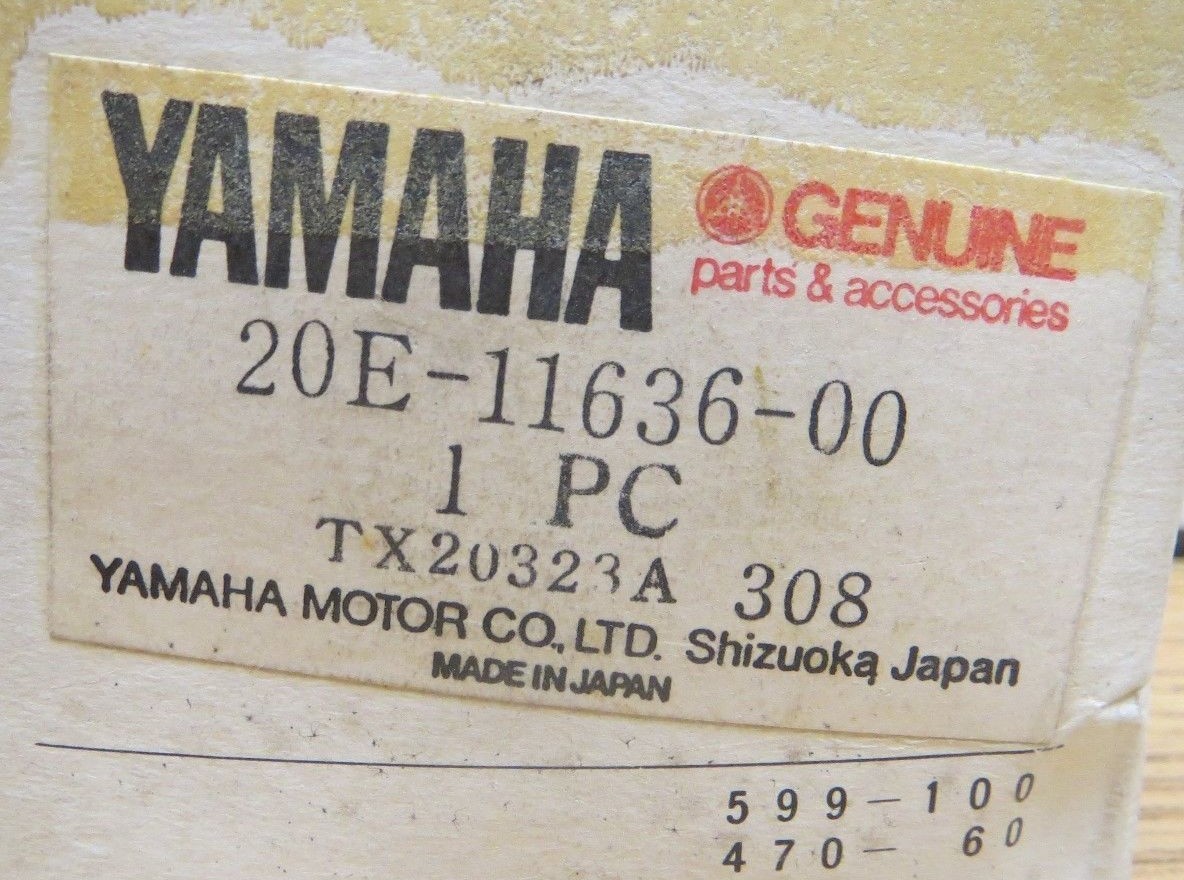 YAMAHA GENUINE
parts & accessories
20E-11636-00
1 PC
TX20323A 308
YAMAHA MOTOR CO., LTD. Shizuoka Japan
MADE IN JAPAN
599-100
470- 60